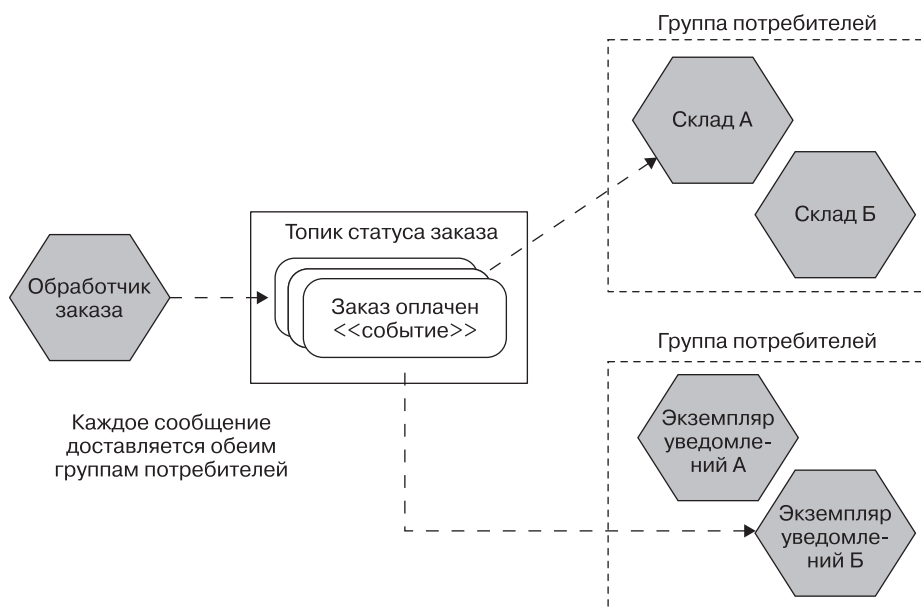 Группа потребителей
Склад А
Склад Б
Топик статуса заказа
Обработчик
заказа
Заказ оплачен
<<событие>>
Группа потребителей
Каждое сообщение
доставляется обеим
группам потребителей
Экземпляр
уведомле-
ний А
Экземпляр
уведомле-
ний Б